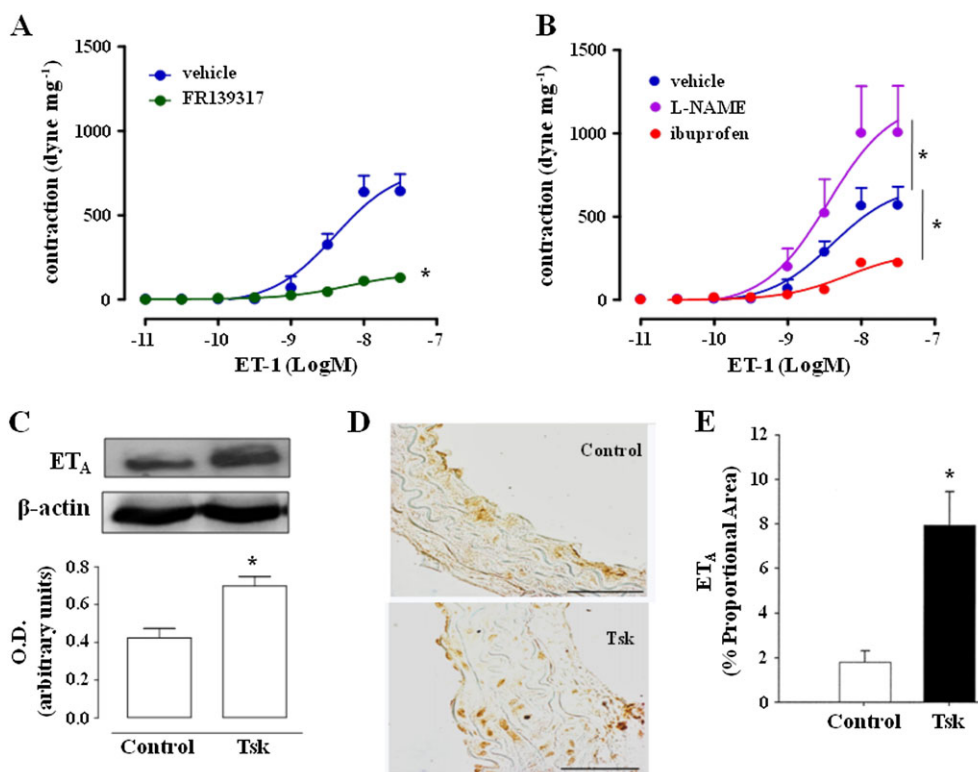 A
contraction (dyne mg⁻¹)
1500
1000
500
0
vehicle
FR139317
*
-11 -10 -9 -8 -7
ET-1 (LogM)
B
contraction (dyne mg⁻¹)
1500
1000
500
0
vehicle
L-NAME
ibuprofen
*
*
-11 -10 -9 -8 -7
ET-1 (LogM)
C
ETA
β-actin
O.D.
(arbitrary units)
0.8
0.6
0.4
0.2
0.0
*
Control Tsk
D
Control
Tsk
E
ETA
(% Proportional Area)
12
10
8
6
4
2
0
*
Control Tsk